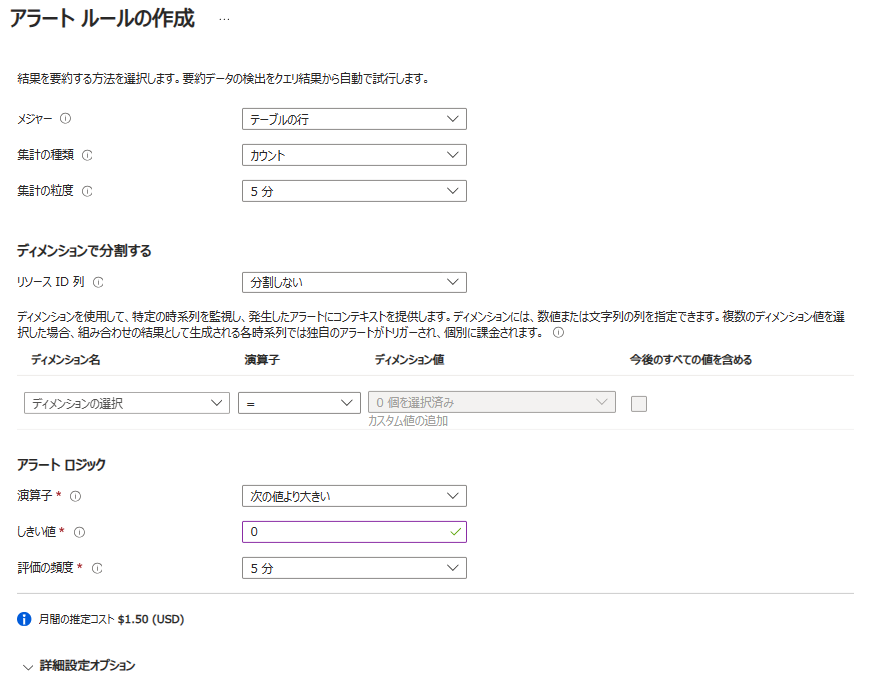 アラート ルールの作成 …
結果を要約する方法を選択します。要約データの検出をクエリ結果から自動で試行します。
メジャー テーブルの行
集計の種類 カウント
集計の粒度 5 分
ディメンションで分割する
リソース ID 列 分割しない
ディメンションを使用して、特定の時系列を監視し、発生したアラートにコンテキストを提供します。ディメンションには、数値または文字列の列を指定できます。複数のディメンション値を選
択した場合、組み合わせの結果として生成される各時系列では独自のアラートがトリガーされ、個別に課金されます。
ディメンション名 演算子 ディメンション値 今後のすべての値を含める
ディメンションの選択 = 0 個を選択済み
カスタム値の追加
アラート ロジック
演算子 * 次の値より大きい
しきい値 * 0
評価の頻度 * 5 分
月間の推定コスト $1.50 (USD)
詳細設定オプション